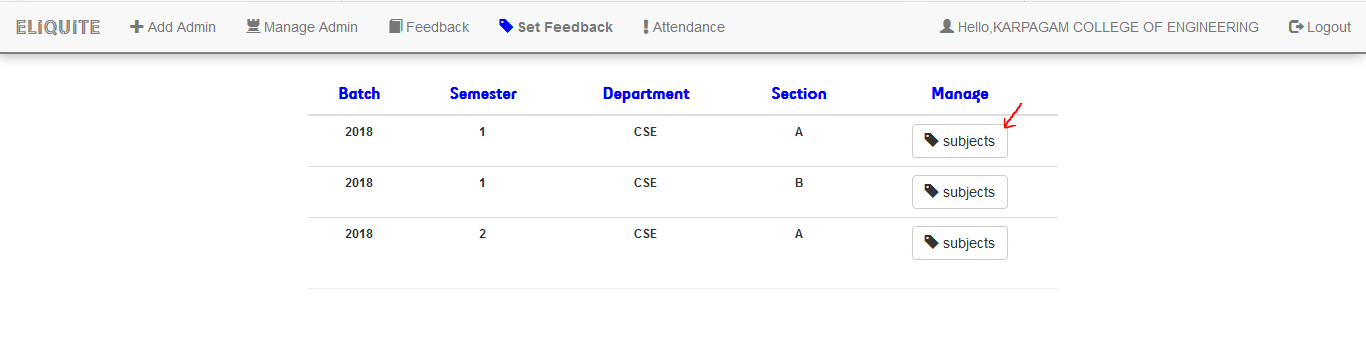 ELiQUiTE Add Admin Manage Admin Feedback Set Feedback Attendance Hello,KARPAGAM COLLEGE OF ENGINEERING Logout
Batch Semester Department Section Manage
2018 1 CSE A subjects
2018 1 CSE B subjects
2018 2 CSE A subjects